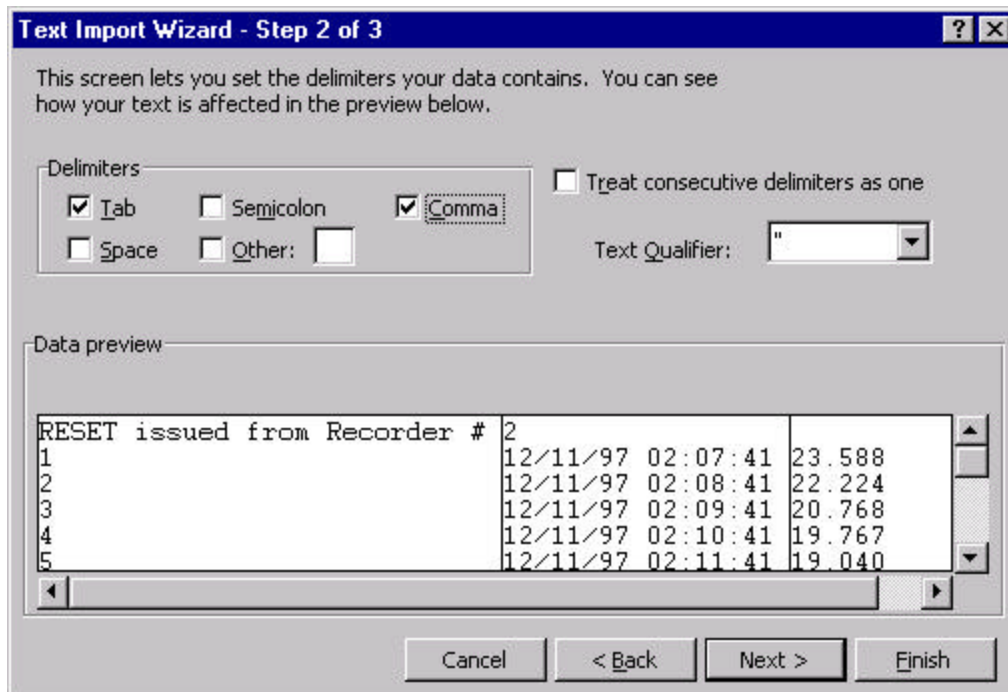 Text Import Wizard - Step 2 of 3
This screen lets you set the delimiters your data contains. You can see
how your text is affected in the preview below.
Delimiters
Tab Semicolon Comma
Space Other:
Treat consecutive delimiters as one
Text Qualifier: "
Data preview
RESET issued from Recorder # 2
1 12/11/97 02:07:41 23.588
2 12/11/97 02:08:41 22.224
3 12/11/97 02:09:41 20.768
4 12/11/97 02:10:41 19.767
5 12/11/97 02:11:41 19.040
Cancel < Back Next > Finish